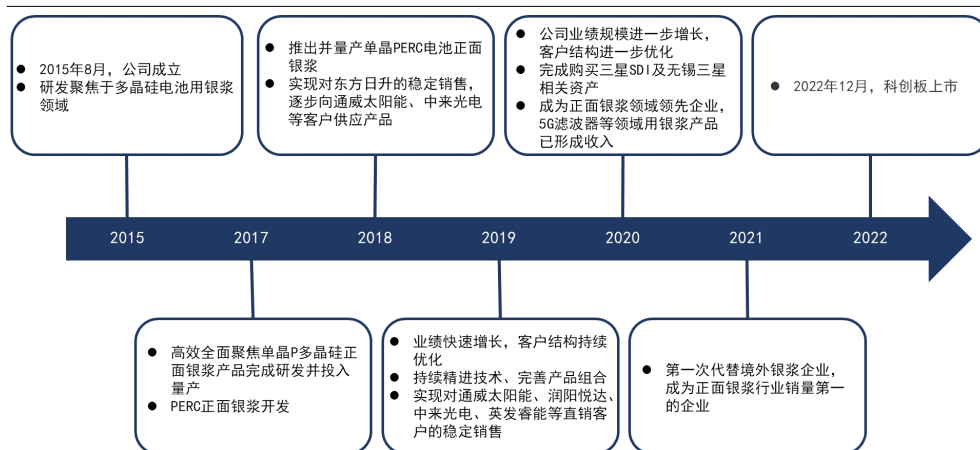 2015年8月，公司成立
研发聚焦于多晶硅电池用银浆
领域
推出并量产单晶PERC电池正面
银浆
实现对东方日升的稳定销售，
逐步向通威太阳能、中来光电
等客户供应产品
公司业绩规模进一步增长，
客户结构进一步优化
完成购买三星SDI及无锡三星
相关资产
成为正面银浆领域领先企业，
5G滤波器等领域用银浆产品
已形成收入
2022年12月，科创板上市
2015 2017 2018 2019 2020 2021 2022
高效全面聚焦单晶P多晶硅正
面银浆产品完成研发并投入
量产
PERC正面银浆开发
业绩快速增长，客户结构持续
优化
持续精进技术、完善产品组合
实现对通威太阳能、润阳悦达、
中来光电、英发睿能等直销客
户的稳定销售
第一次代替境外银浆企业，
成为正面银浆行业销量第一
的企业